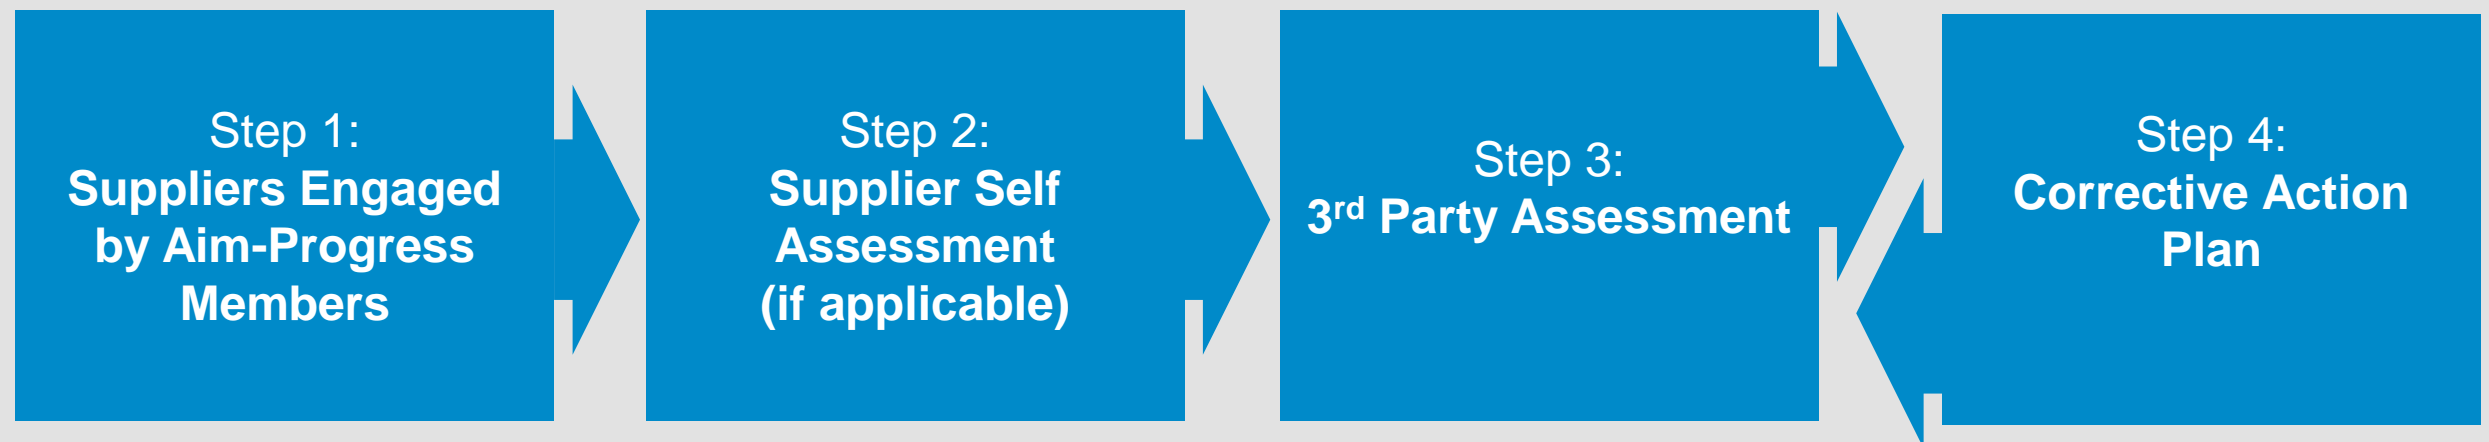 Step 1:
Suppliers Engaged
by Aim-Progress
Members
Step 2:
Supplier Self
Assessment
(if applicable)
Step 3:
3rd Party Assessment
Step 4:
Corrective Action
Plan